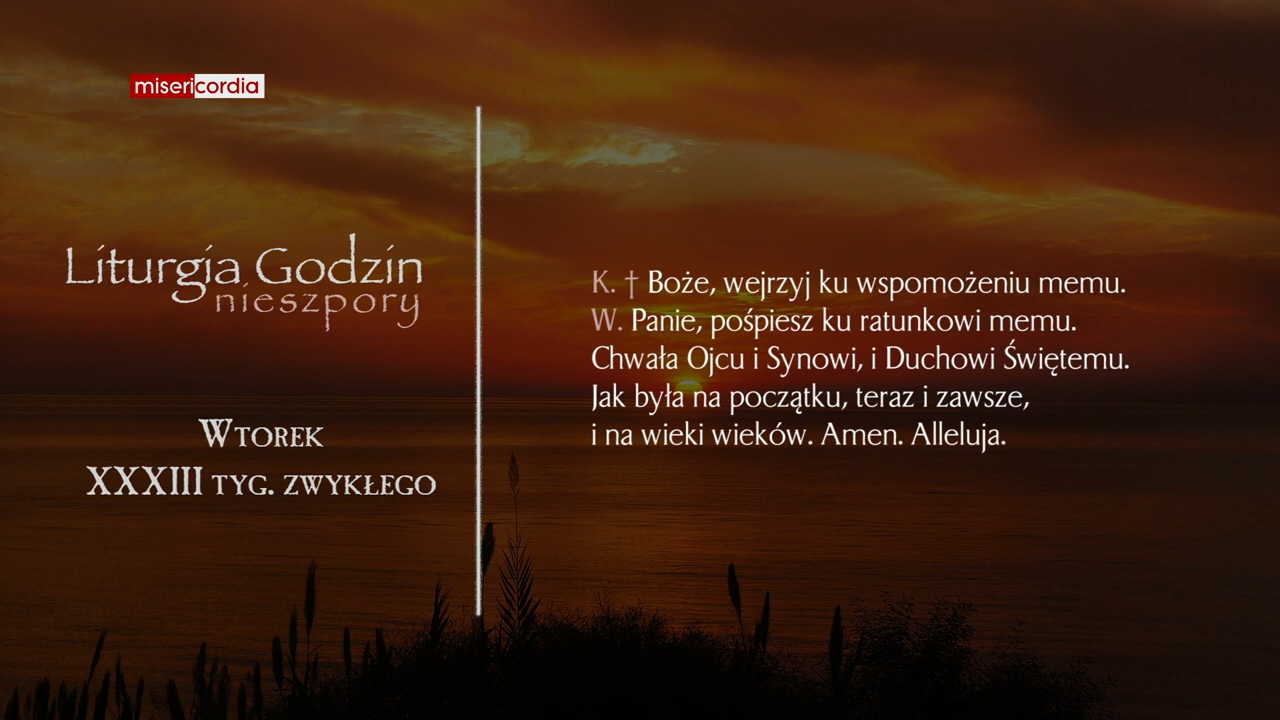 misericordia
Liturgia Godzin
nieszpory
Wtorek
XXXIII tyg. zwykłego
K. † Boże, wejrzyj ku wspomożeniu memu.
W. Panie, pośpiesz ku ratunkowi memu.
Chwała Ojcu i Synowi, i Duchowi Świętemu.
Jak była na początku, teraz i zawsze,
i na wieki wieków. Amen. Alleluja.